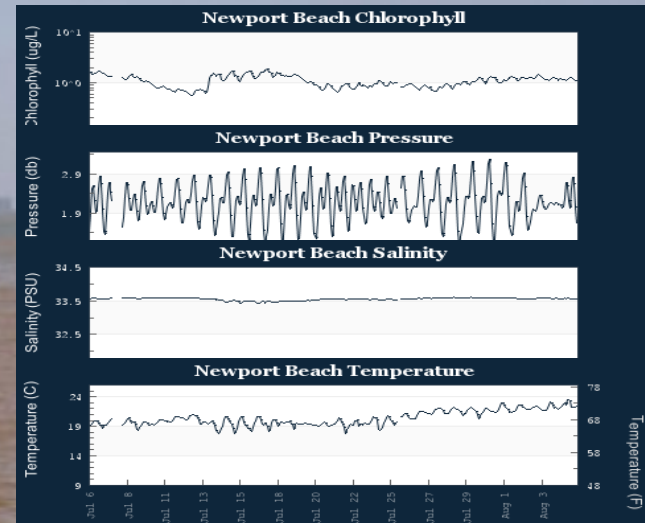 Newport Beach Chlorophyll
Chlorophyll (ug/L)
10^1
10^0
Newport Beach Pressure
Pressure (db)
2.9
1.9
Newport Beach Salinity
Salinity (PSU)
34.5
33.5
32.5
Newport Beach Temperature
Temperature (C)
24
19
14
9
78
68
58
48
Temperature (F)
Jul 6
Jul 8
Jul 11
Jul 13
Jul 15
Jul 18
Jul 20
Jul 22
Jul 25
Jul 27
Jul 29
Aug 1
Aug 3